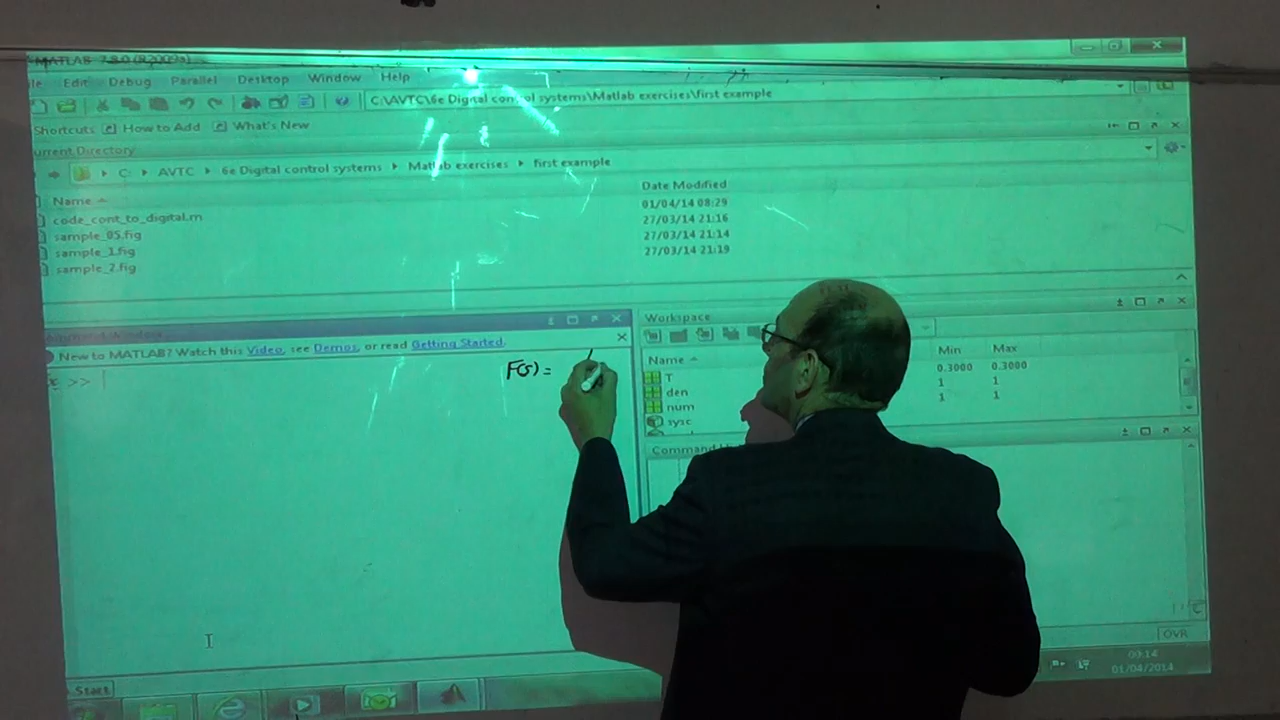 MATLAB 7.8.0 (R2009a)
Edit Debug Parallel Desktop Window Help
C:\AVTC\6e Digital control systems\Matlab exercises\first example
Shortcuts How to Add What's New
urrent Directory
C: AVTC 6e Digital control systems Matlab exercises first example
Name Date Modified
code_cont_to_digital.m 01/04/14 08:29
sample_05.fig 27/03/14 21:16
sample_1.fig 27/03/14 21:14
sample_2.fig 27/03/14 21:19
New to MATLAB? Watch this Video, see Demos, or read Getting Started.
>>
F(s) =
Workspace
Name Min Max
T 0.3000 0.3000
den 1 1
num 1 1
sysc
Command
OVR
Start
09:14
01/04/2014